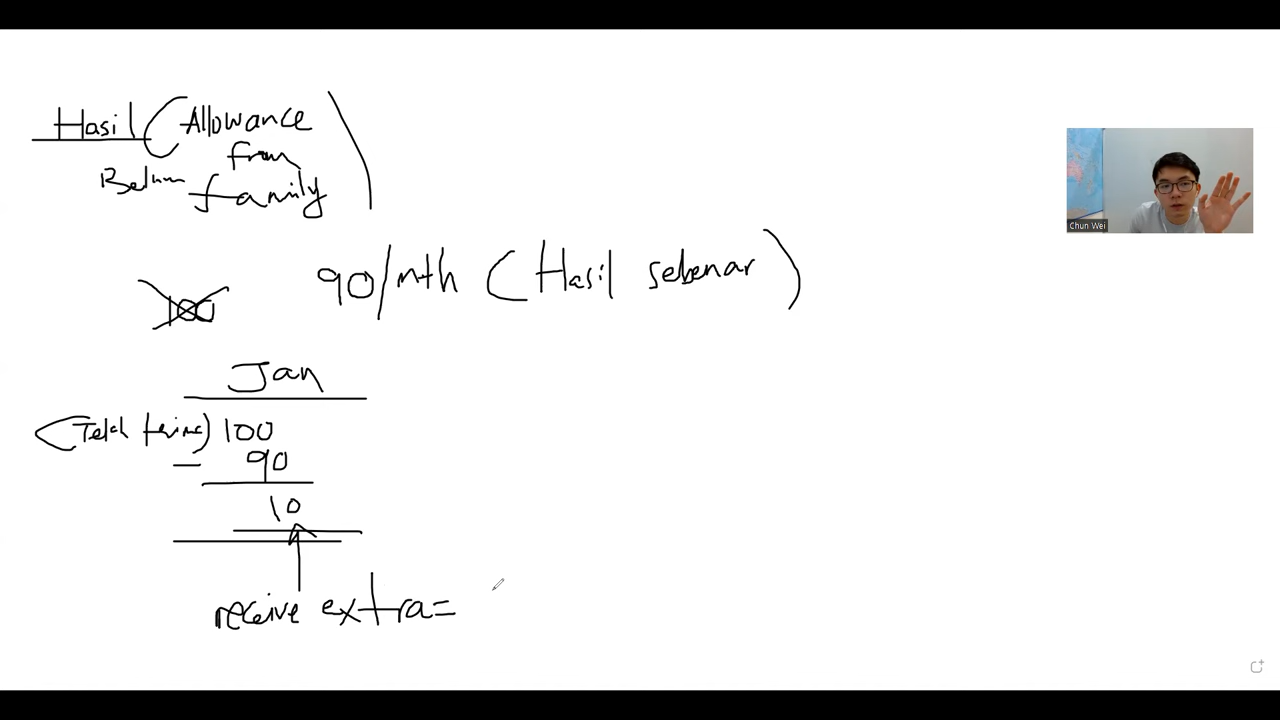 Hasil (Allowance
from
Belum family)
90/mth (Hasil sebenar)
100
Jan
(Telah terima) 100
- 90
10
receive extra=
Chun Wei